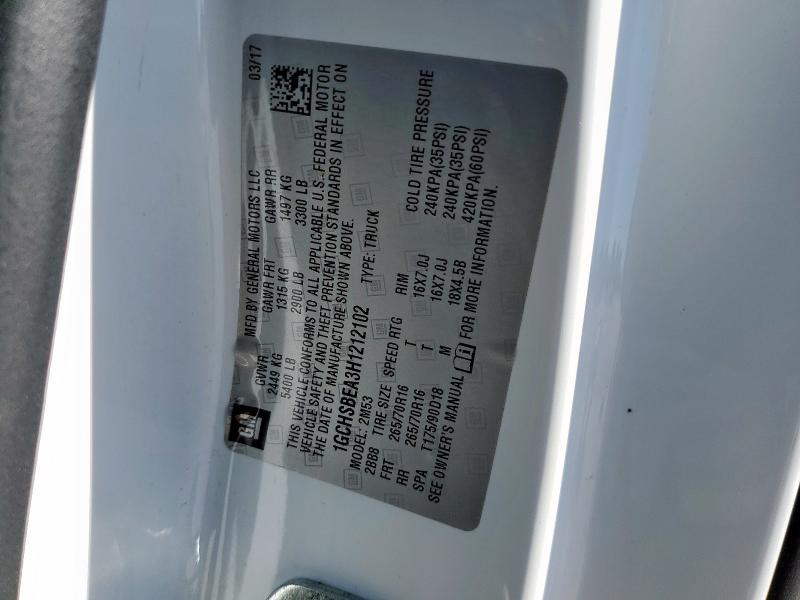 GM
MFD BY GENERAL MOTORS LLC 03/17
GVWR GAWR FRT GAWR RR
2449 KG 1315 KG 1497 KG
5400 LB 2900 LB 3300 LB
THIS VEHICLE CONFORMS TO ALL APPLICABLE U.S. FEDERAL MOTOR
VEHICLE SAFETY AND THEFT PREVENTION STANDARDS IN EFFECT ON
THE DATE OF MANUFACTURE SHOWN ABOVE.
1GCHSBEA3H1212102 TYPE: TRUCK
MODEL: 2M53
2BB8 TIRE SIZE SPEED RTG RIM COLD TIRE PRESSURE
FRT 265/70R16 T 16X7.0J 240KPA(35PSI)
RR 265/70R16 T 16X7.0J 240KPA(35PSI)
SPA T175/90D18 M 18X4.5B 420KPA(60PSI)
SEE OWNER'S MANUAL FOR MORE INFORMATION.